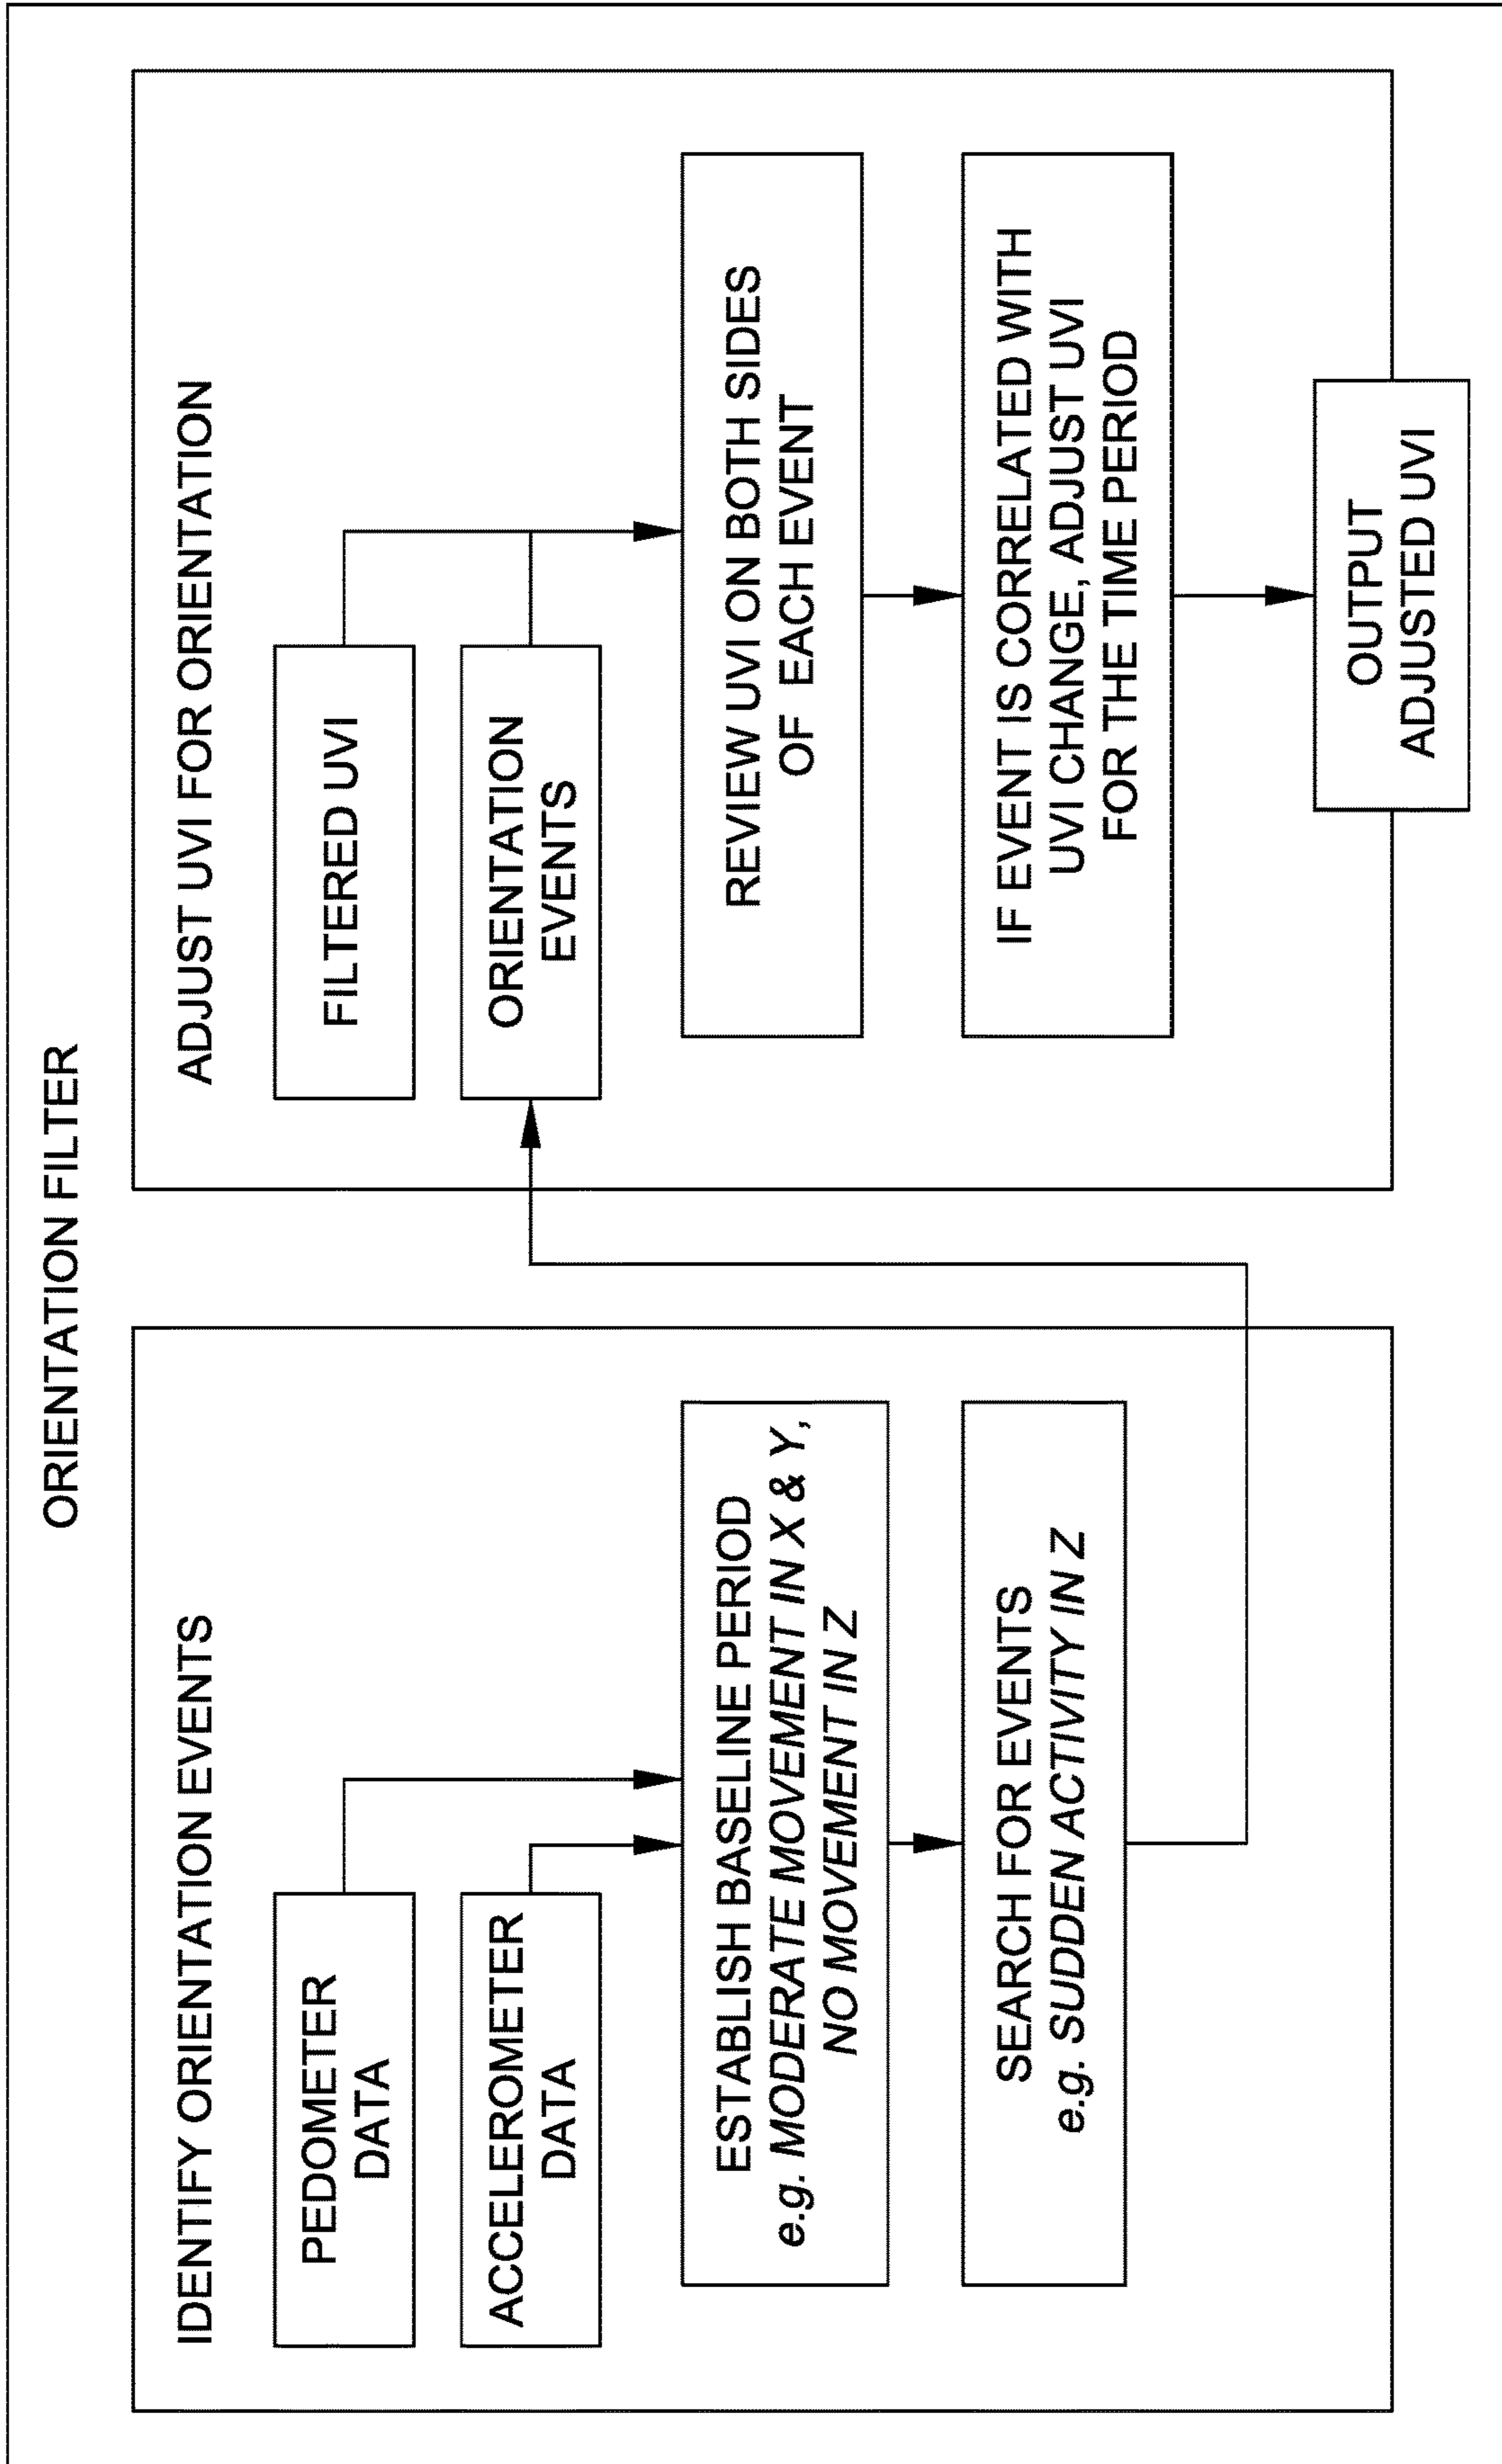 ORIENTATION FILTER
IDENTIFY ORIENTATION EVENTS
PEDOMETER
DATA
ACCELEROMETER
DATA
ESTABLISH BASELINE PERIOD
e.g. MODERATE MOVEMENT IN X & Y,
NO MOVEMENT IN Z
SEARCH FOR EVENTS
e.g. SUDDEN ACTIVITY IN Z
ADJUST UVI FOR ORIENTATION
FILTERED UVI
ORIENTATION
EVENTS
REVIEW UVI ON BOTH SIDES
OF EACH EVENT
IF EVENT IS CORRELATED WITH
UVI CHANGE, ADJUST UVI
FOR THE TIME PERIOD
OUTPUT
ADJUSTED UVI